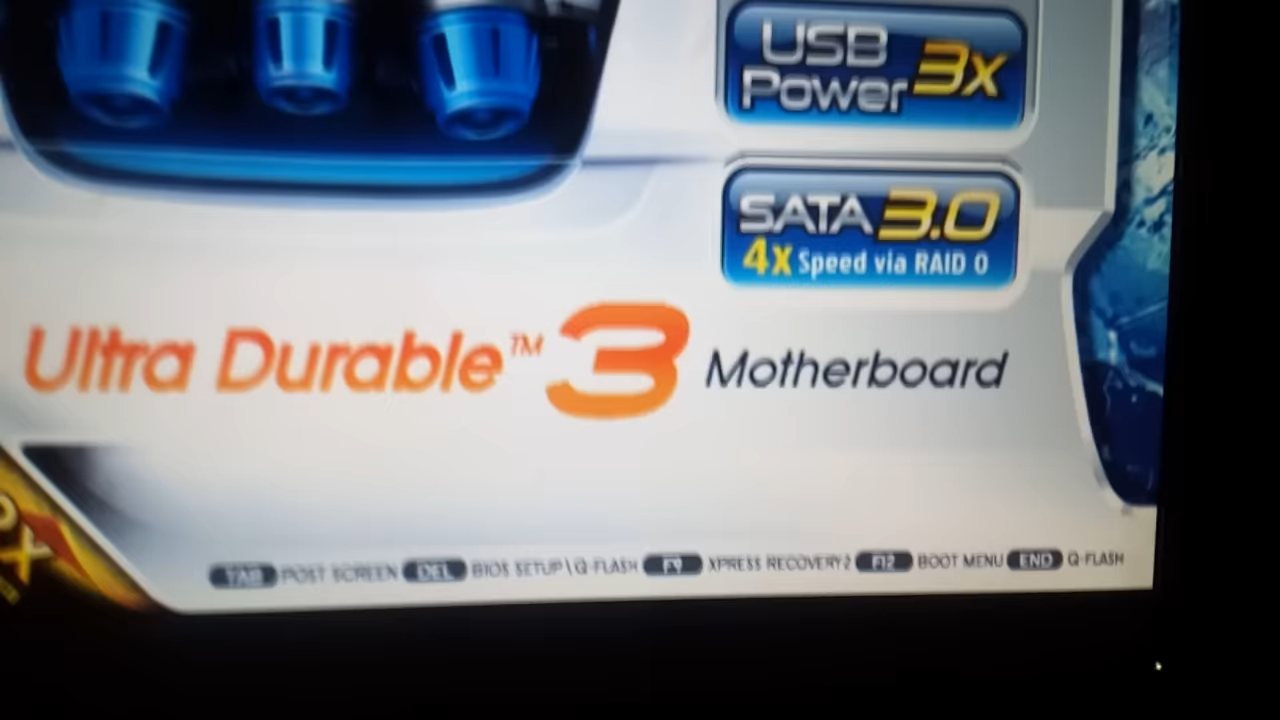 USB
Power 3x
SATA 3.0
4x Speed via RAID 0
Ultra Durable™ 3 Motherboard
TAB POST SCREEN DEL BIOS SETUP\Q-FLASH F9 XPRESS RECOVERY2 F12 BOOT MENU END Q-FLASH